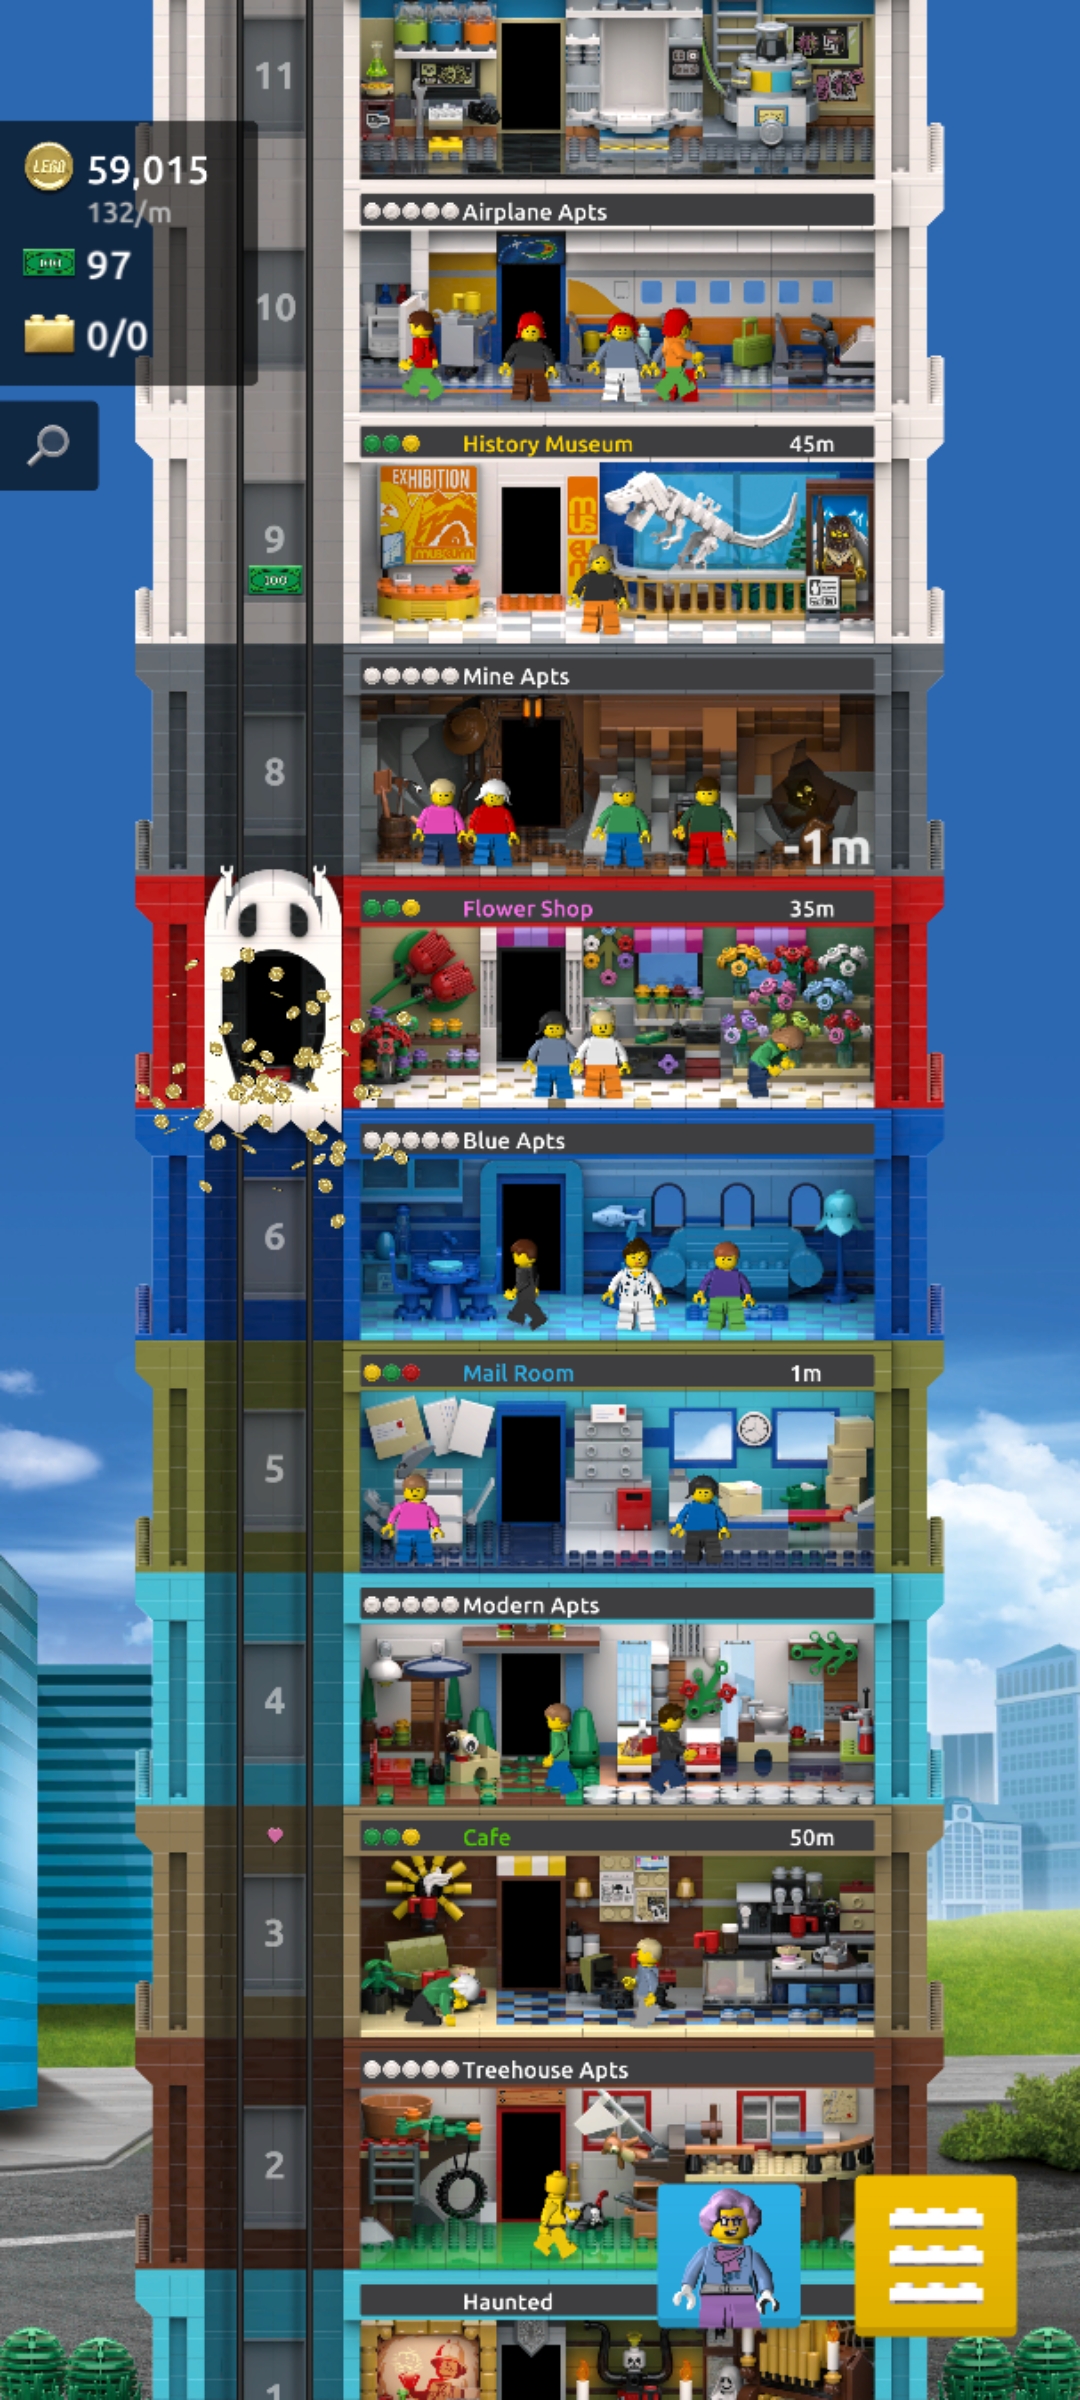 11
LEGO 59,015
132/m
97
0/0
Airplane Apts
10
History Museum 45m
EXHIBITION
MUSEUM
9
100
Mine Apts
8
-1m
Flower Shop 35m
Blue Apts
6
Mail Room 1m
5
Modern Apts
4
Cafe 50m
3
Treehouse Apts
2
Haunted
1